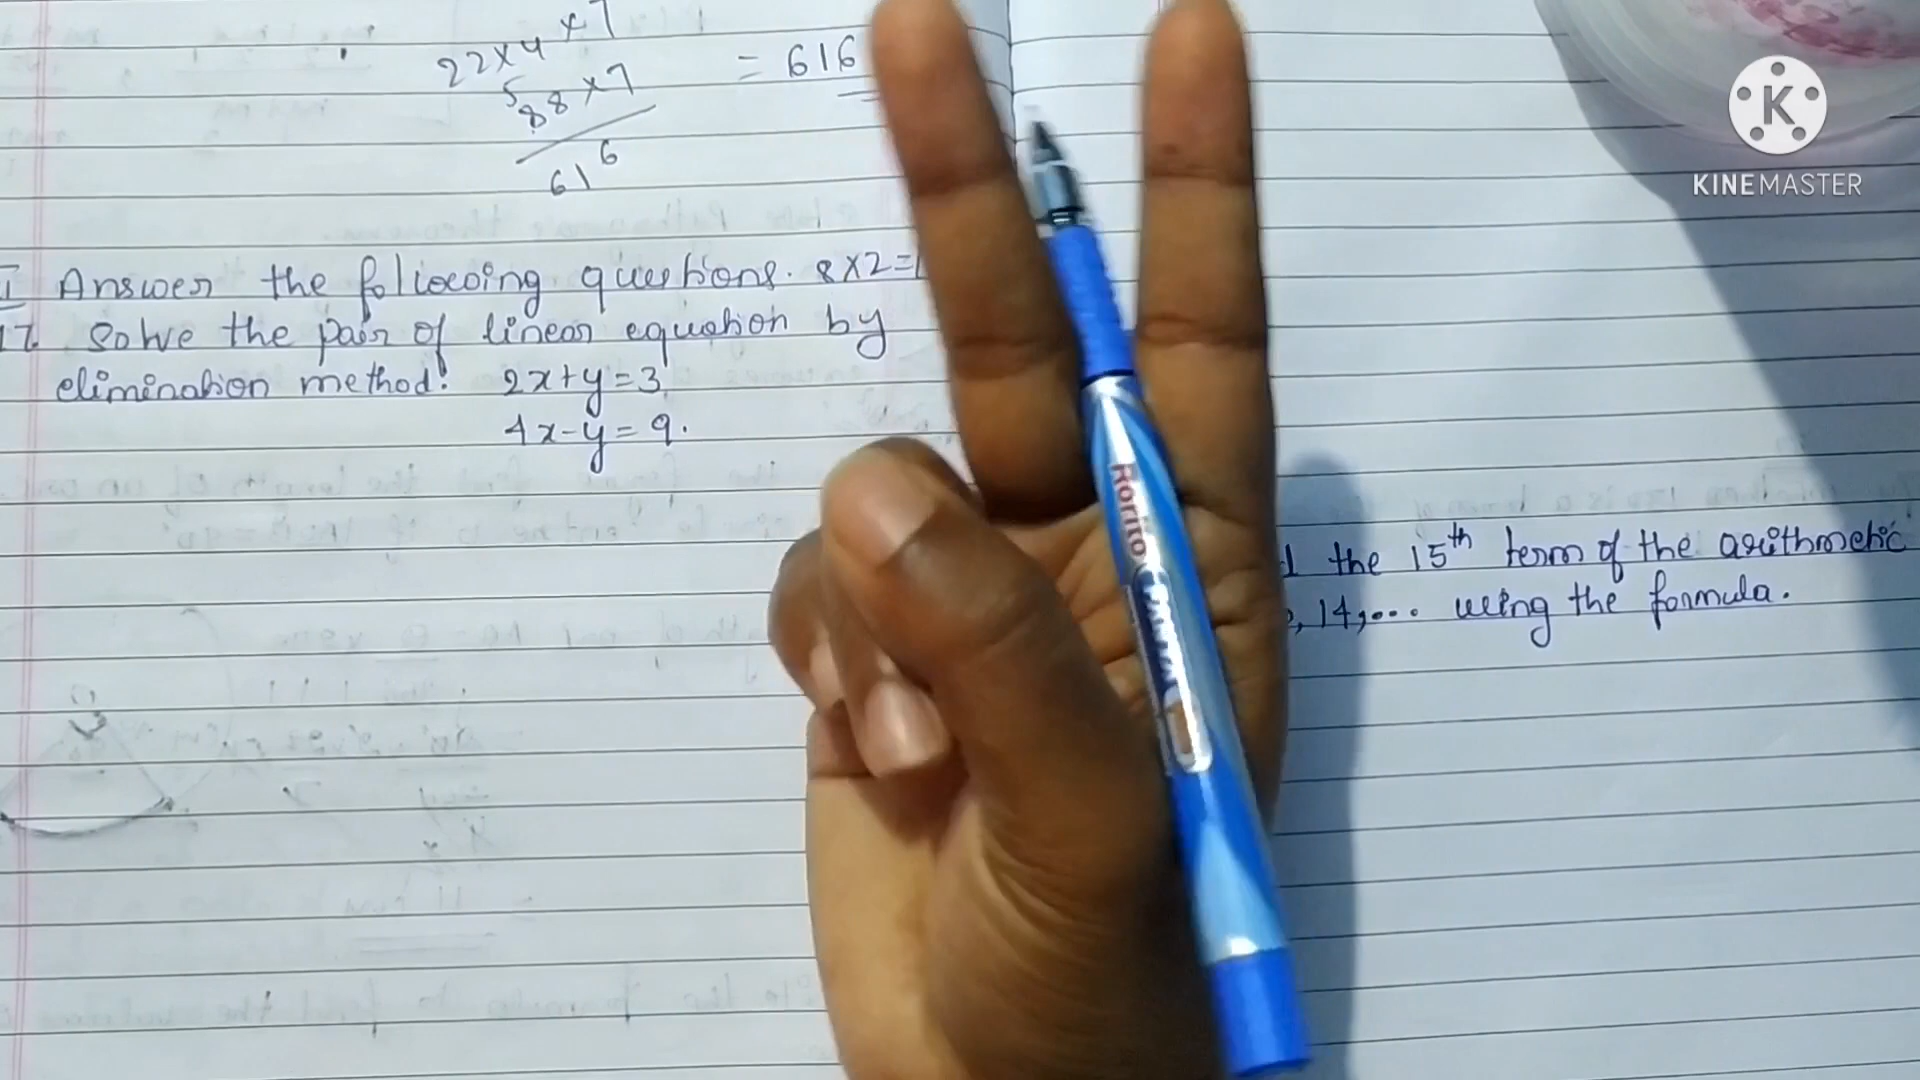 22×4×7
88×7 = 616
616
I Answer the following questions. 8×2=1
17. Solve the pair of linear equation by
elimination method: 2x+y=3
4x-y=9.
the 15th term of the arithmetic
, 14,... using the formula.
Rorito
KINEMASTER